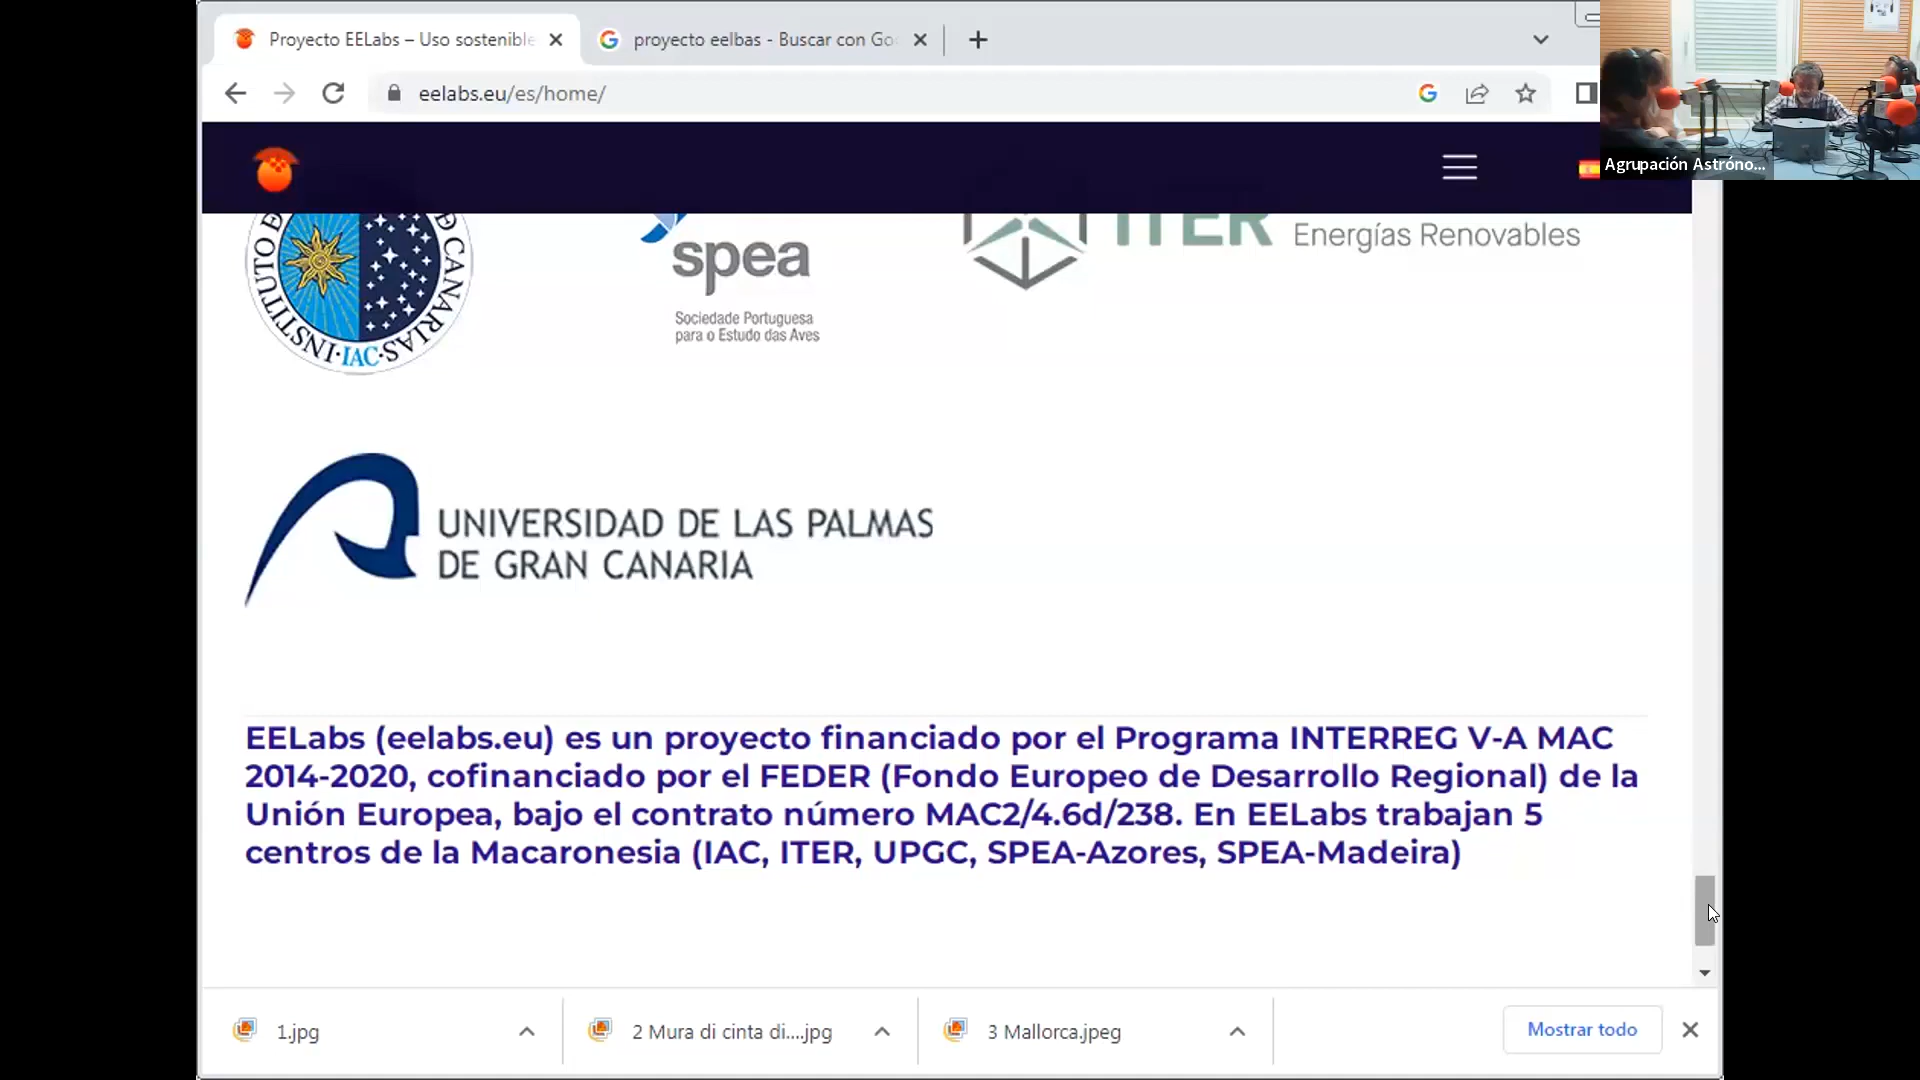 Proyecto EELabs – Uso sostenible
proyecto eelbas - Buscar con Go
eelabs.eu/es/home/
Agrupación Astróno...
INSTITUTO D
E CANARIAS
·IAC·
spea
Sociedade Portuguesa
para o Estudo das Aves
ITER
Energías Renovables
UNIVERSIDAD DE LAS PALMAS
DE GRAN CANARIA
EELabs (eelabs.eu) es un proyecto financiado por el Programa INTERREG V-A MAC
2014-2020, cofinanciado por el FEDER (Fondo Europeo de Desarrollo Regional) de la
Unión Europea, bajo el contrato número MAC2/4.6d/238. En EELabs trabajan 5
centros de la Macaronesia (IAC, ITER, UPGC, SPEA-Azores, SPEA-Madeira)
1.jpg
2 Mura di cinta di....jpg
3 Mallorca.jpeg
Mostrar todo